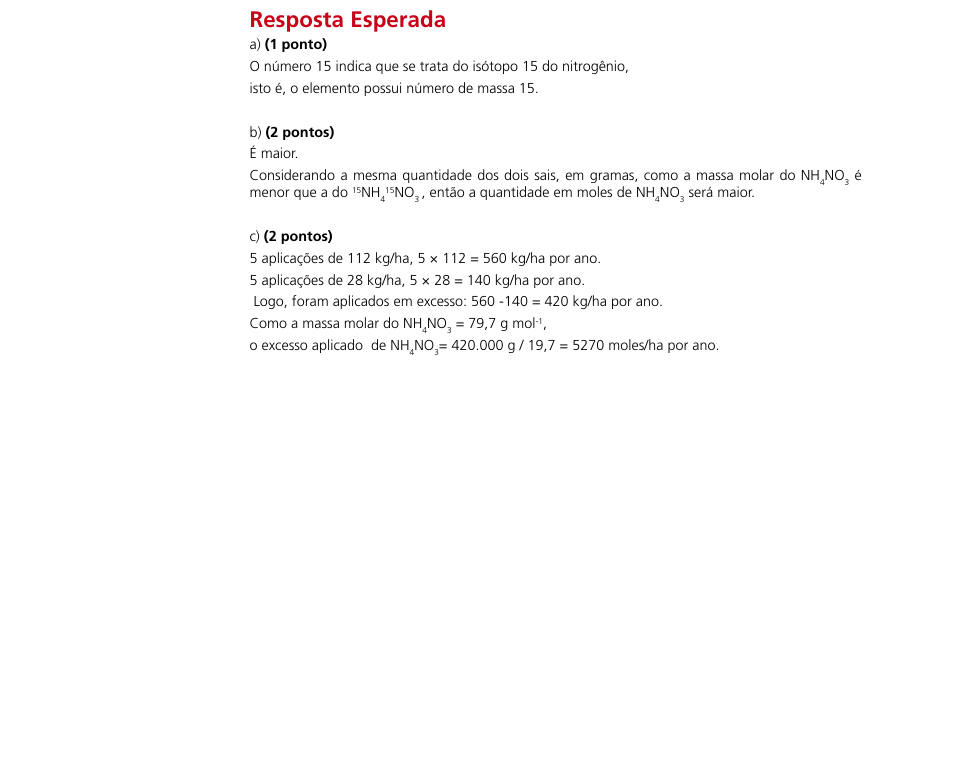 Resposta Esperada
a) (1 ponto)
O número 15 indica que se trata do isótopo 15 do nitrogênio,
isto é, o elemento possui número de massa 15.
b) (2 pontos)
É maior.
Considerando a mesma quantidade dos dois sais, em gramas, como a massa molar do NH₄NO₃ é
menor que a do ¹⁵NH₄¹⁵NO₃ , então a quantidade em moles de NH₄NO₃ será maior.
c) (2 pontos)
5 aplicações de 112 kg/ha, 5 × 112 = 560 kg/ha por ano.
5 aplicações de 28 kg/ha, 5 × 28 = 140 kg/ha por ano.
Logo, foram aplicados em excesso: 560 -140 = 420 kg/ha por ano.
Como a massa molar do NH₄NO₃ = 79,7 g mol⁻¹,
o excesso aplicado de NH₄NO₃= 420.000 g / 19,7 = 5270 moles/ha por ano.